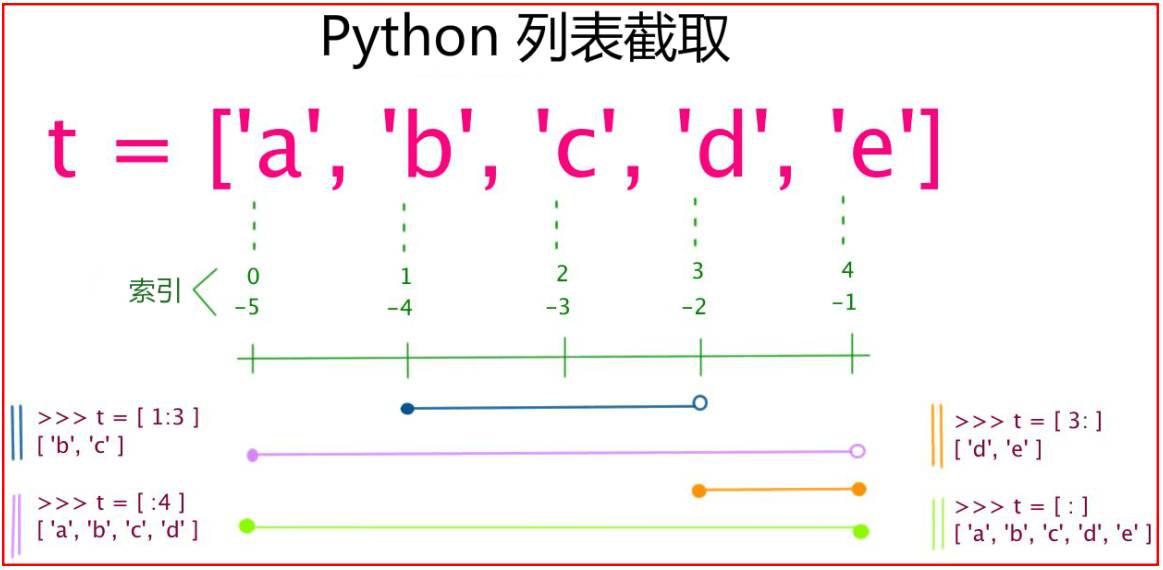 Python 列表截取
t = ['a', 'b', 'c', 'd', 'e']
索引
0 1 2 3 4
-5 -4 -3 -2 -1
>>> t = [ 1:3 ]
[ 'b', 'c' ]
>>> t = [ :4 ]
[ 'a', 'b', 'c', 'd' ]
>>> t = [ 3: ]
[ 'd', 'e' ]
>>> t = [ : ]
[ 'a', 'b', 'c', 'd', 'e' ]